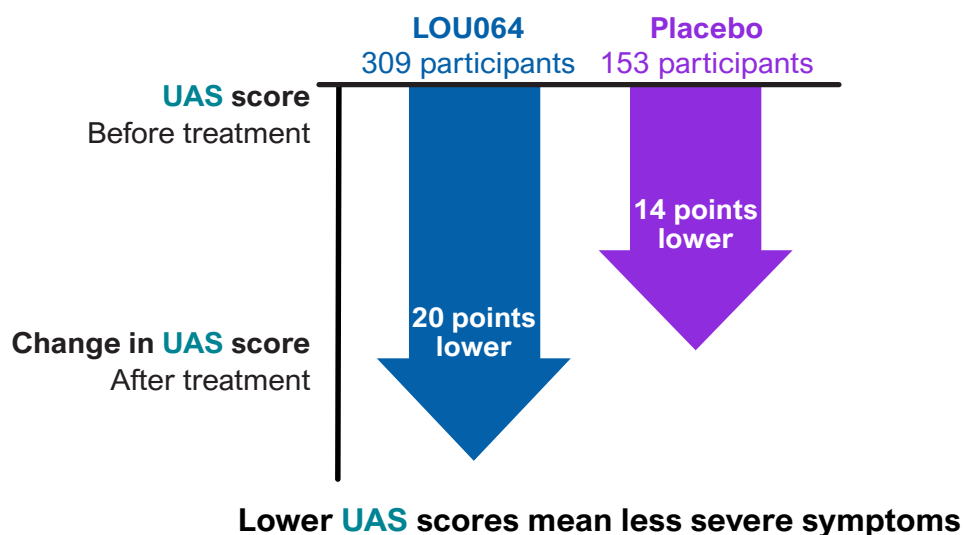 LOU064
309 participants
Placebo
153 participants
UAS score
Before treatment
14 points
lower
20 points
lower
Change in UAS score
After treatment
Lower UAS scores mean less severe symptoms